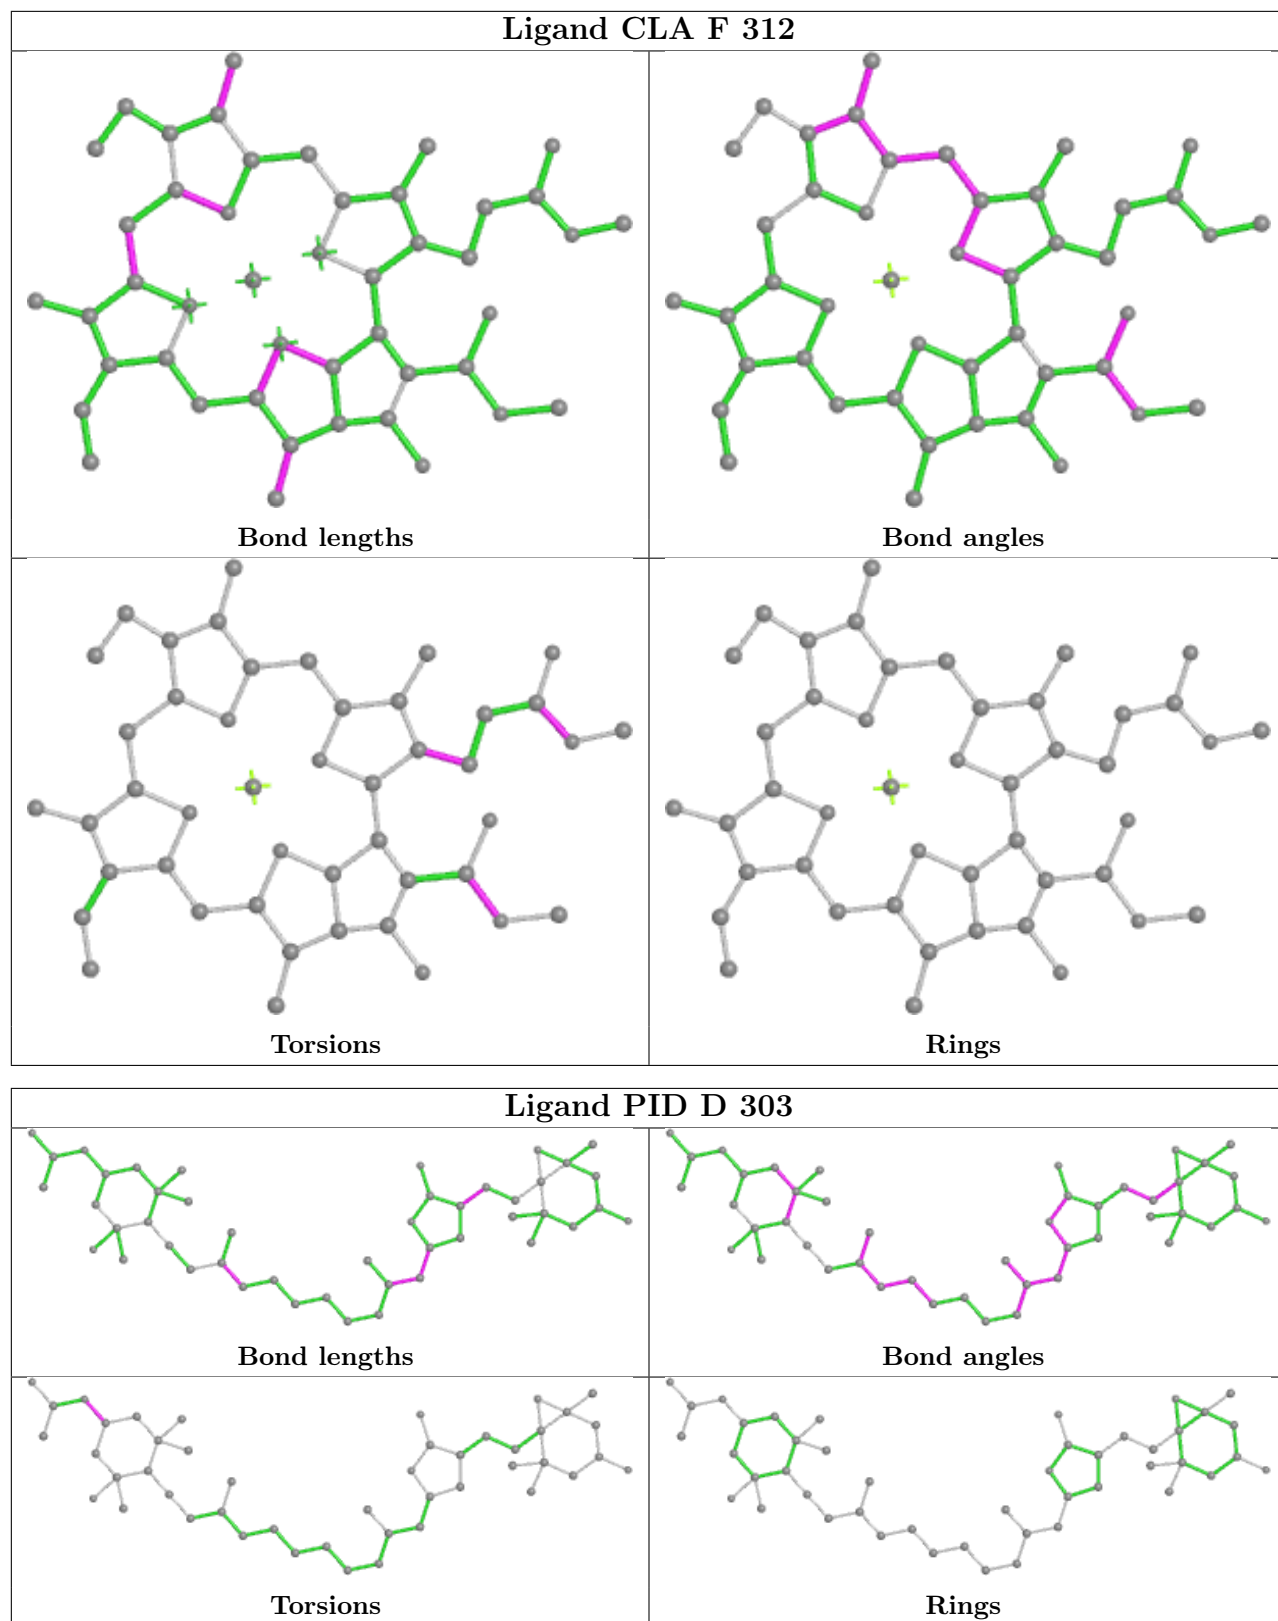 Ligand CLA F 312
Bond lengths
Bond angles
Torsions
Rings
Ligand PID D 303
Bond lengths
Bond angles
Torsions
Rings